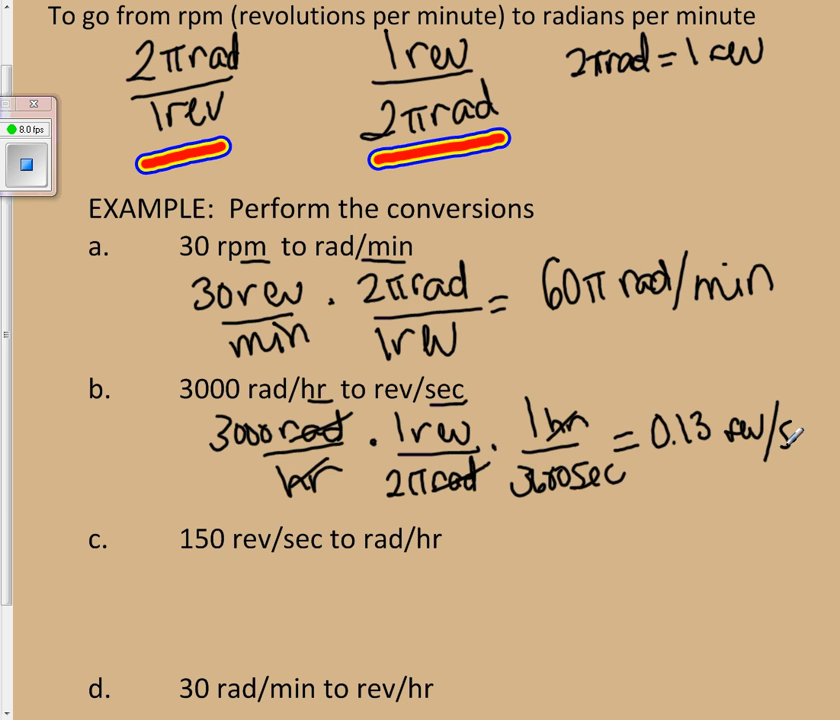 To go from rpm (revolutions per minute) to radians per minute
2π rad / 1 rev    1 rev / 2π rad    2π rad = 1 rev
8.0 fps
EXAMPLE: Perform the conversions
a. 30 rpm to rad/min
30 rev / min · 2π rad / 1 rev = 60π rad/min
b. 3000 rad/hr to rev/sec
3000 rad / hr · 1 rev / 2π rad · 1 hr / 3600 sec = 0.13 rev/s
c. 150 rev/sec to rad/hr
d. 30 rad/min to rev/hr